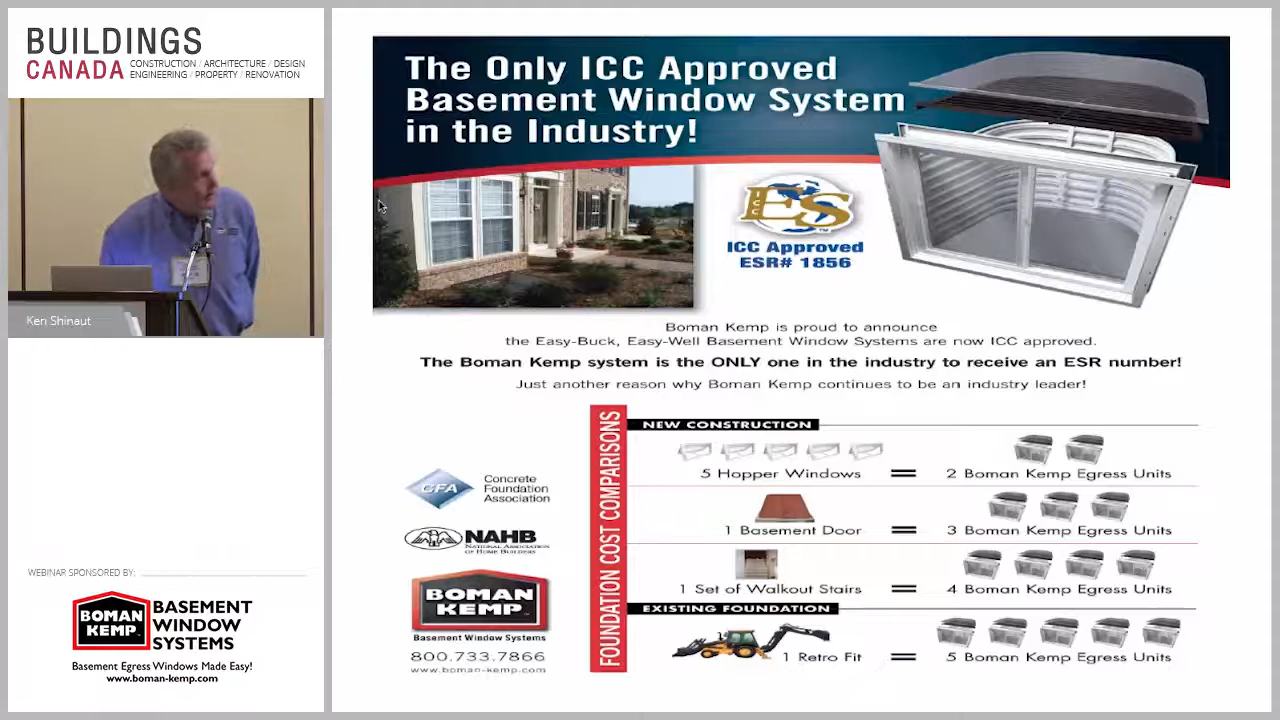 BUILDINGS
CANADA CONSTRUCTION / ARCHITECTURE / DESIGN
ENGINEERING / PROPERTY / RENOVATION
Ken Shinaut
WEBINAR SPONSORED BY:
BOMAN
KEMP
BASEMENT
WINDOW
SYSTEMS
Basement Egress Windows Made Easy!
www.boman-kemp.com
The Only ICC Approved
Basement Window System
in the Industry!
ICC
ES
ICC Approved
ESR# 1856
Boman Kemp is proud to announce
the Easy-Buck, Easy-Well Basement Window Systems are now ICC approved.
The Boman Kemp system is the ONLY one in the industry to receive an ESR number!
Just another reason why Boman Kemp continues to be an industry leader!
CFA
Concrete
Foundation
Association
NAHB
NATIONAL ASSOCIATION
OF HOME BUILDERS
BOMAN
KEMP
Basement Window Systems
800.733.7866
www.boman-kemp.com
FOUNDATION COST COMPARISONS
NEW CONSTRUCTION
5 Hopper Windows = 2 Boman Kemp Egress Units
1 Basement Door = 3 Boman Kemp Egress Units
1 Set of Walkout Stairs = 4 Boman Kemp Egress Units
EXISTING FOUNDATION
1 Retro Fit = 5 Boman Kemp Egress Units